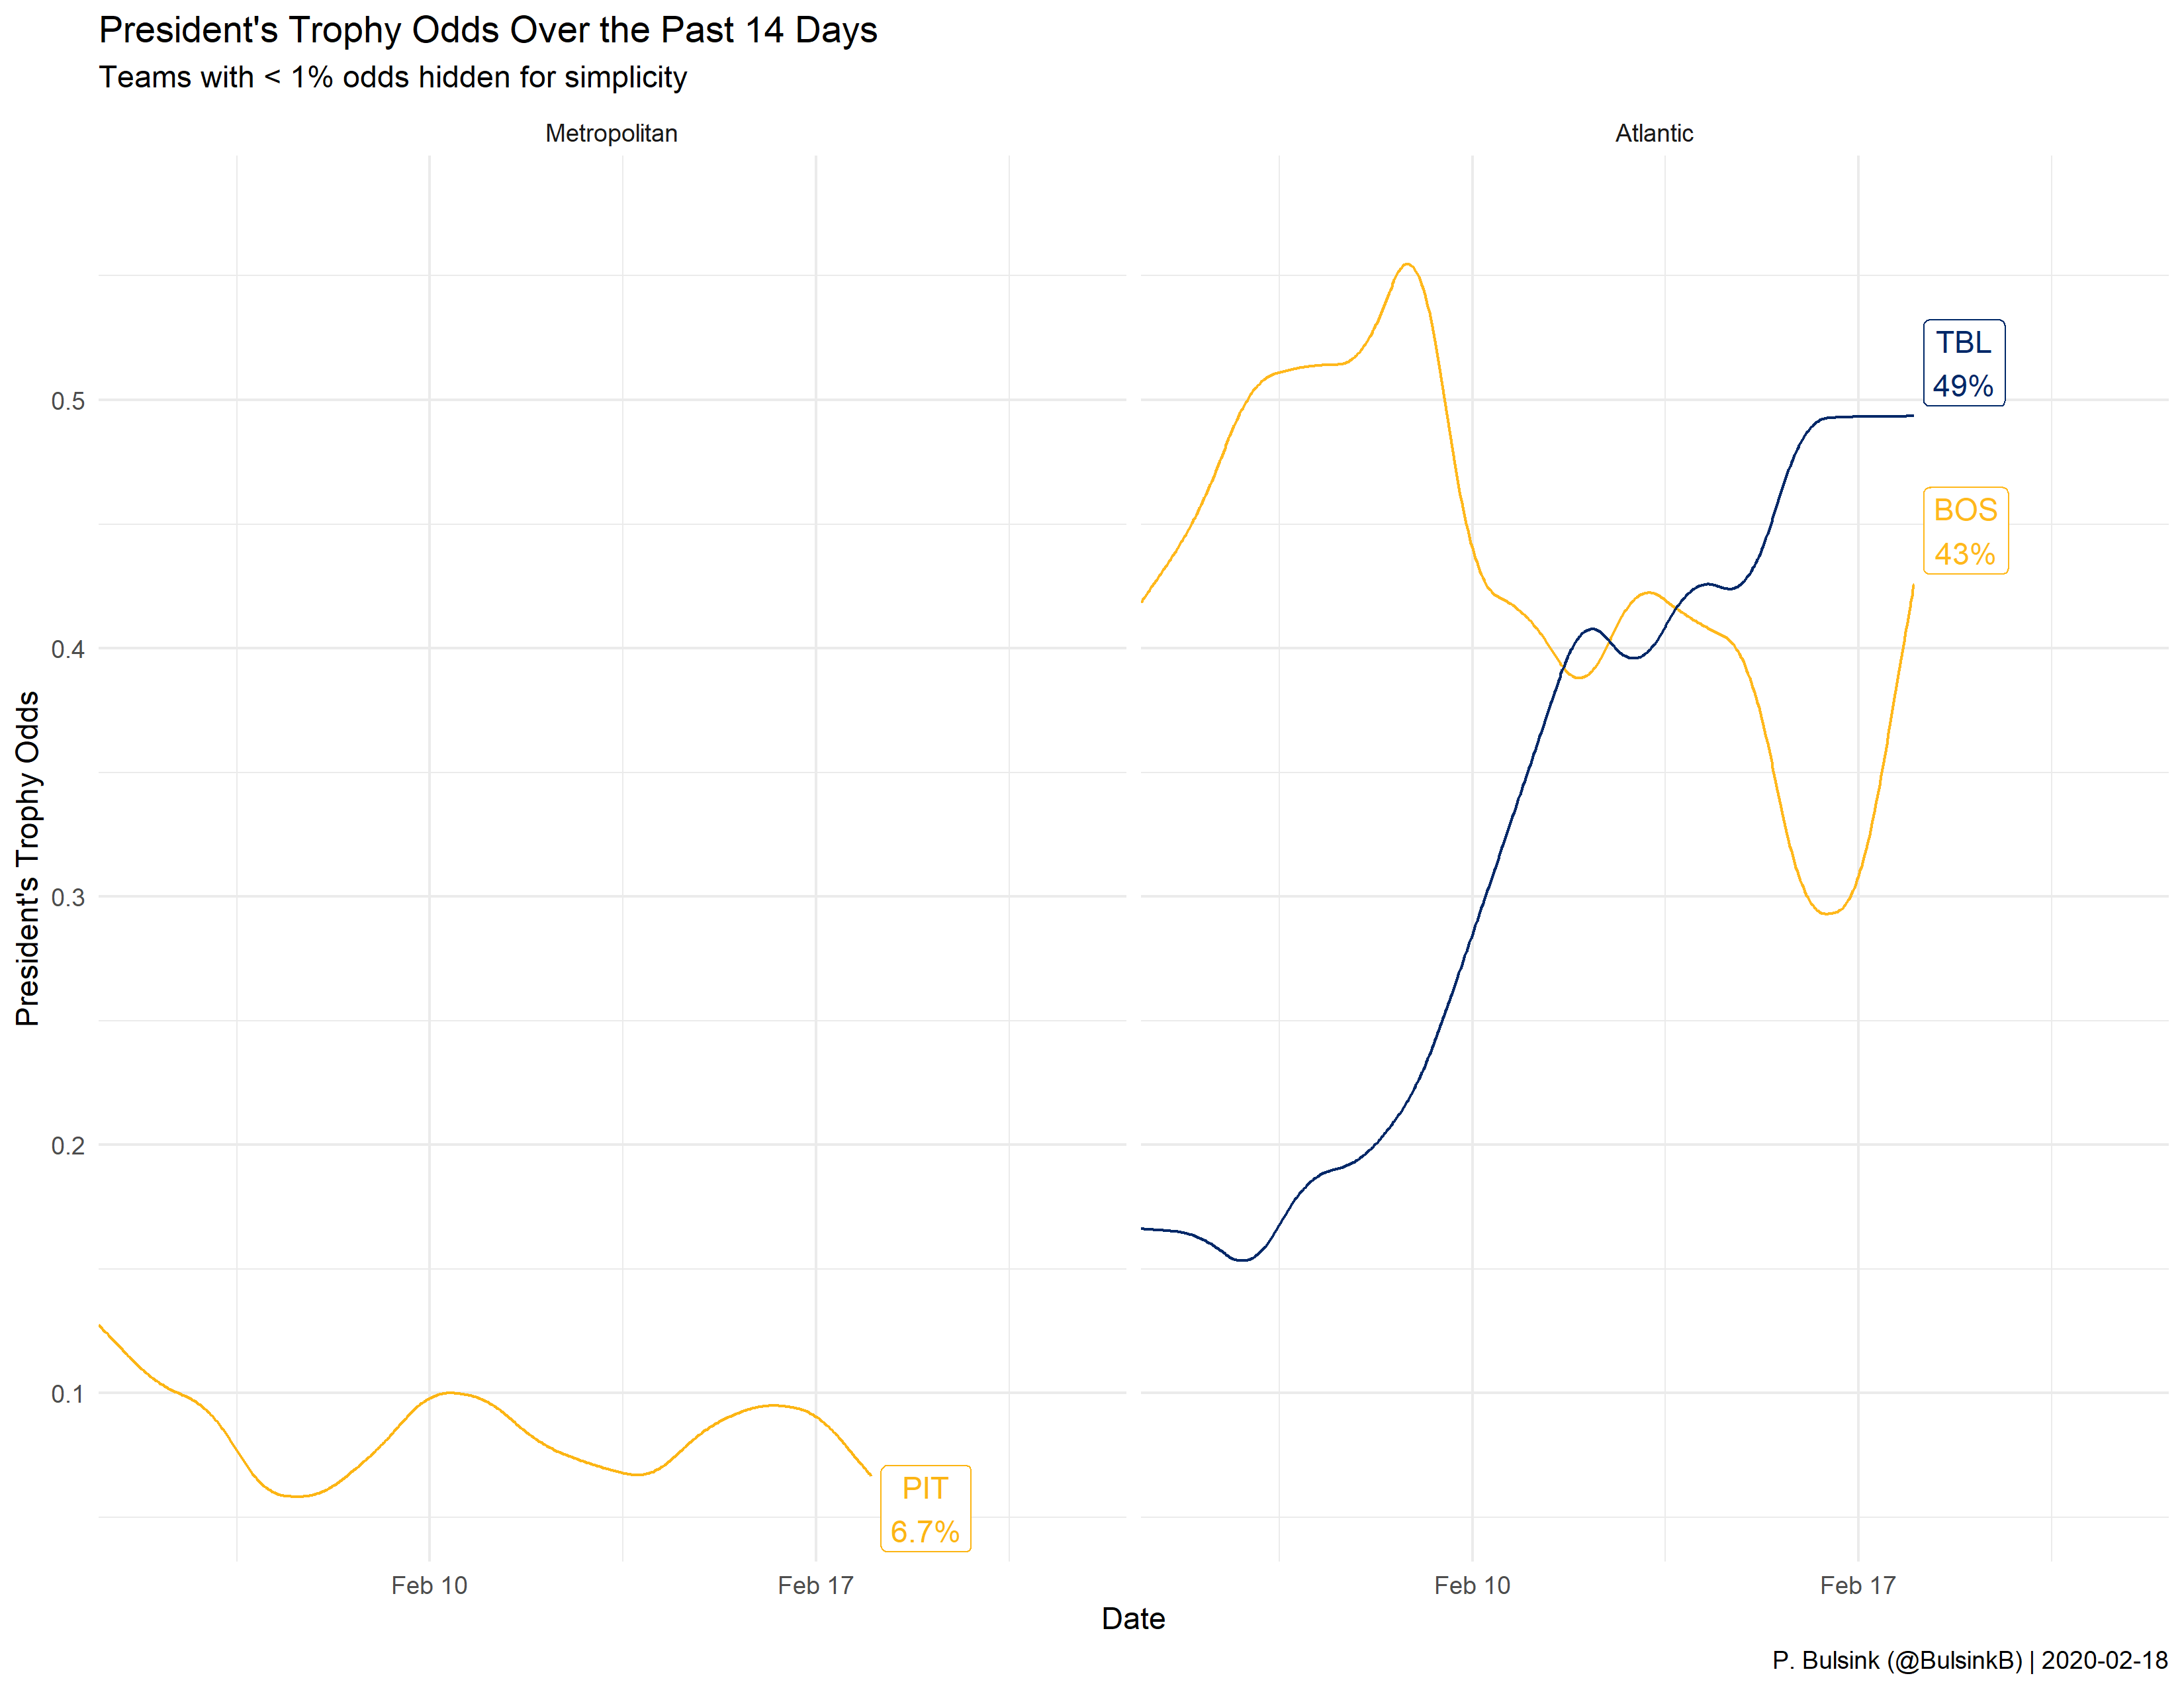 President's Trophy Odds Over the Past 14 Days
Teams with < 1% odds hidden for simplicity
Metropolitan
Atlantic
President's Trophy Odds
0.5
0.4
0.3
0.2
0.1
TBL
49%
BOS
43%
PIT
6.7%
Feb 10
Feb 17
Feb 10
Feb 17
Date
P. Bulsink (@BulsinkB) | 2020-02-18